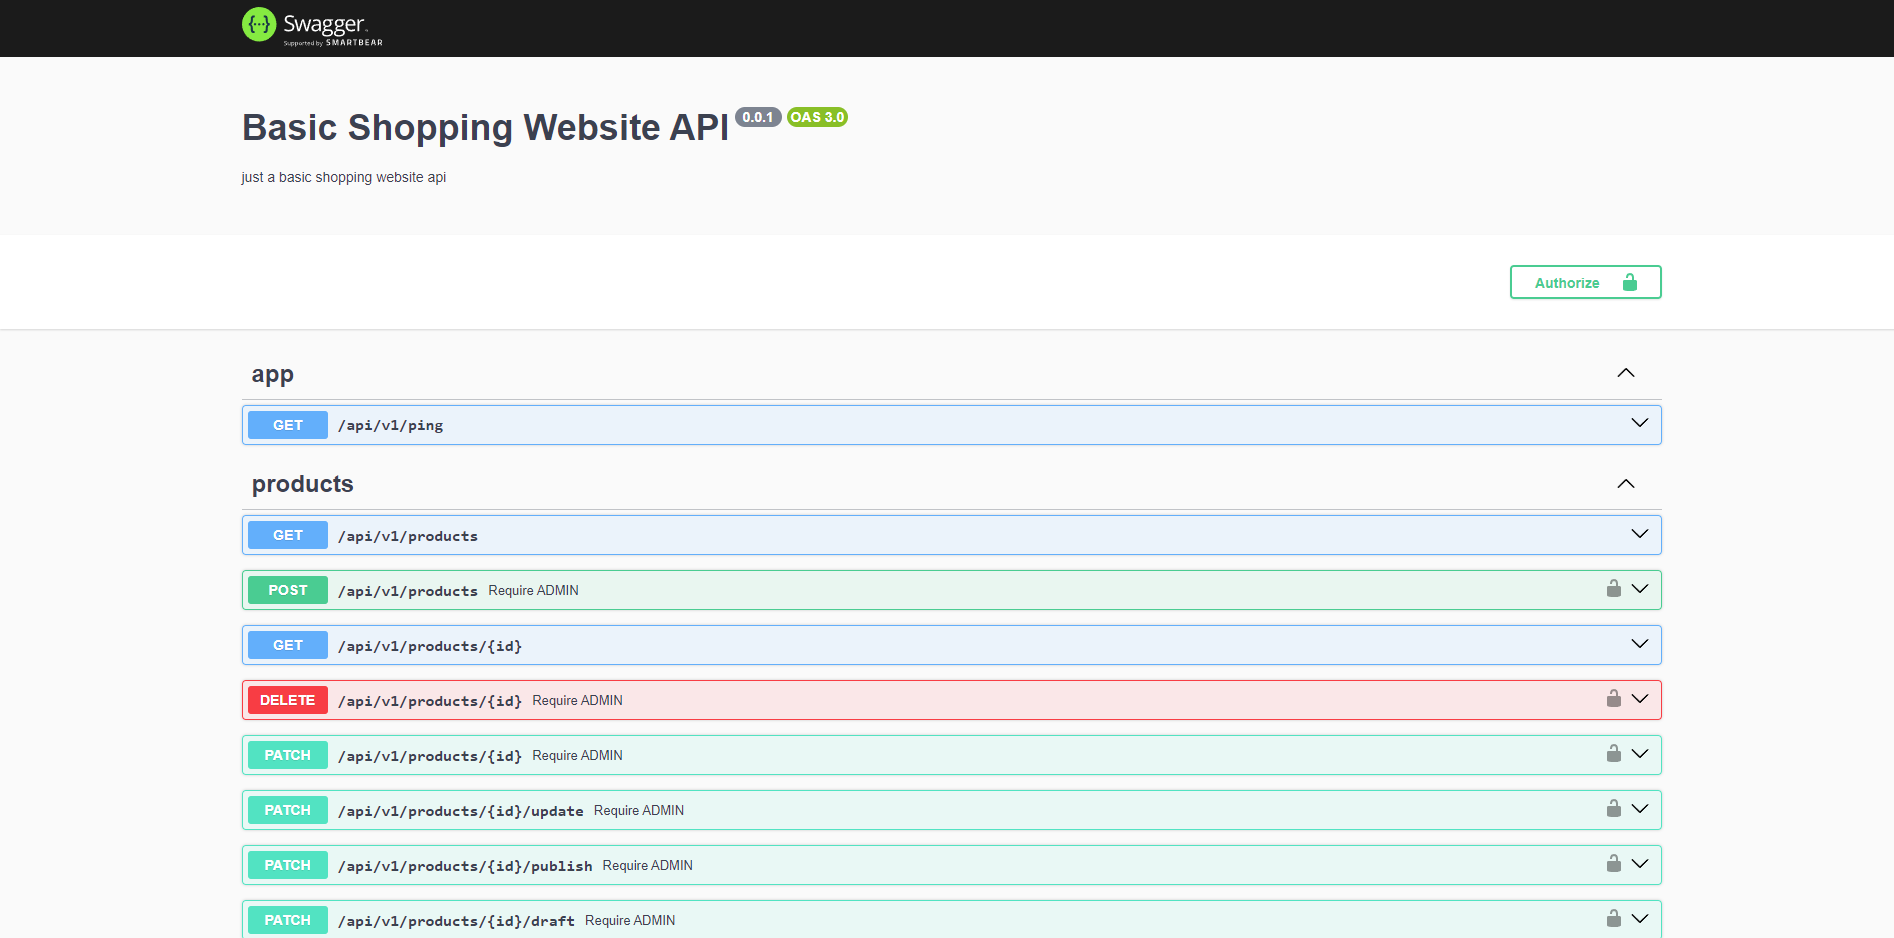 Swagger
Supported by SMARTBEAR
Basic Shopping Website API 0.0.1 OAS 3.0
just a basic shopping website api
Authorize
app
GET /api/v1/ping
products
GET /api/v1/products
POST /api/v1/products Require ADMIN
GET /api/v1/products/{id}
DELETE /api/v1/products/{id} Require ADMIN
PATCH /api/v1/products/{id} Require ADMIN
PATCH /api/v1/products/{id}/update Require ADMIN
PATCH /api/v1/products/{id}/publish Require ADMIN
PATCH /api/v1/products/{id}/draft Require ADMIN